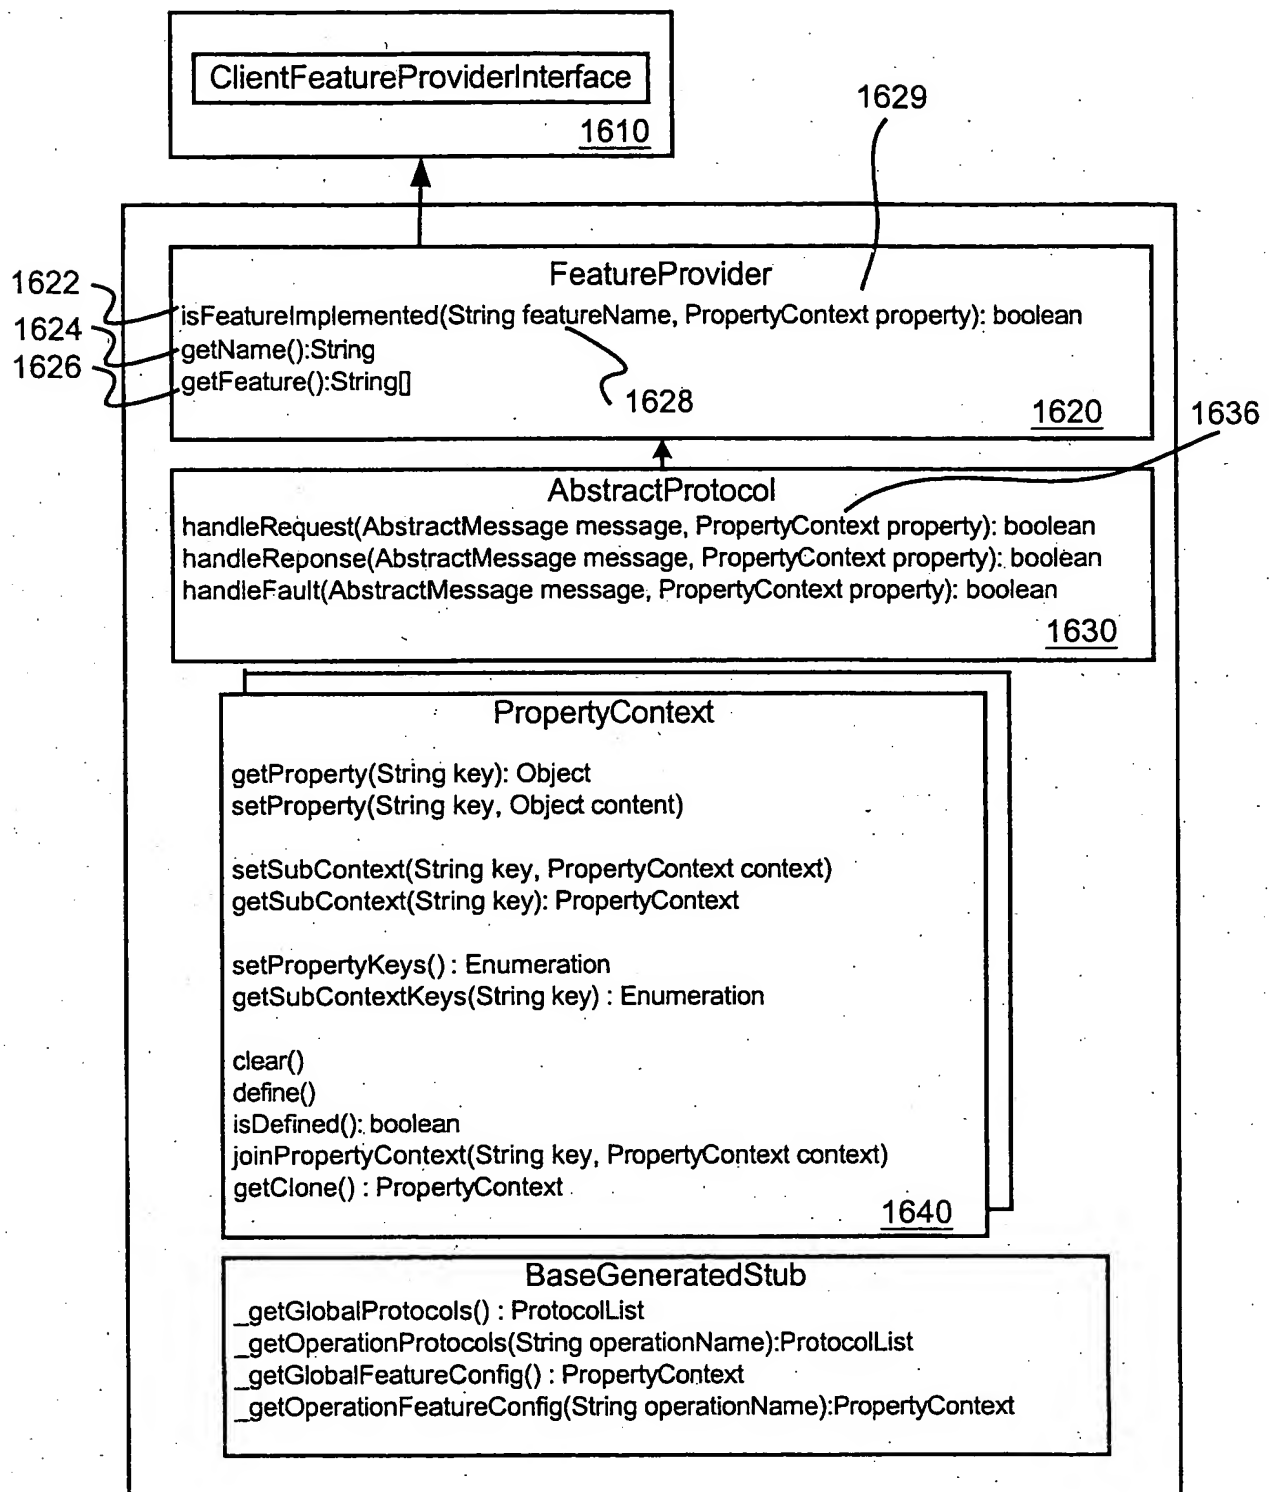 ClientFeatureProviderInterface
1610
1629
FeatureProvider
1622
isFeatureImplemented(String featureName, PropertyContext property): boolean
1624
getName():String
1626
getFeature():String[]
1628
1620
1636
AbstractProtocol
handleRequest(AbstractMessage message, PropertyContext property): boolean
handleReponse(AbstractMessage message, PropertyContext property): boolean
handleFault(AbstractMessage message, PropertyContext property): boolean
1630
PropertyContext
getProperty(String key): Object
setProperty(String key, Object content)
setSubContext(String key, PropertyContext context)
getSubContext(String key): PropertyContext
setPropertyKeys() : Enumeration
getSubContextKeys(String key) : Enumeration
clear()
define()
isDefined(): boolean
joinPropertyContext(String key, PropertyContext context)
getClone() : PropertyContext
1640
BaseGeneratedStub
_getGlobalProtocols() : ProtocolList
_getOperationProtocols(String operationName):ProtocolList
_getGlobalFeatureConfig() : PropertyContext
_getOperationFeatureConfig(String operationName):PropertyContext